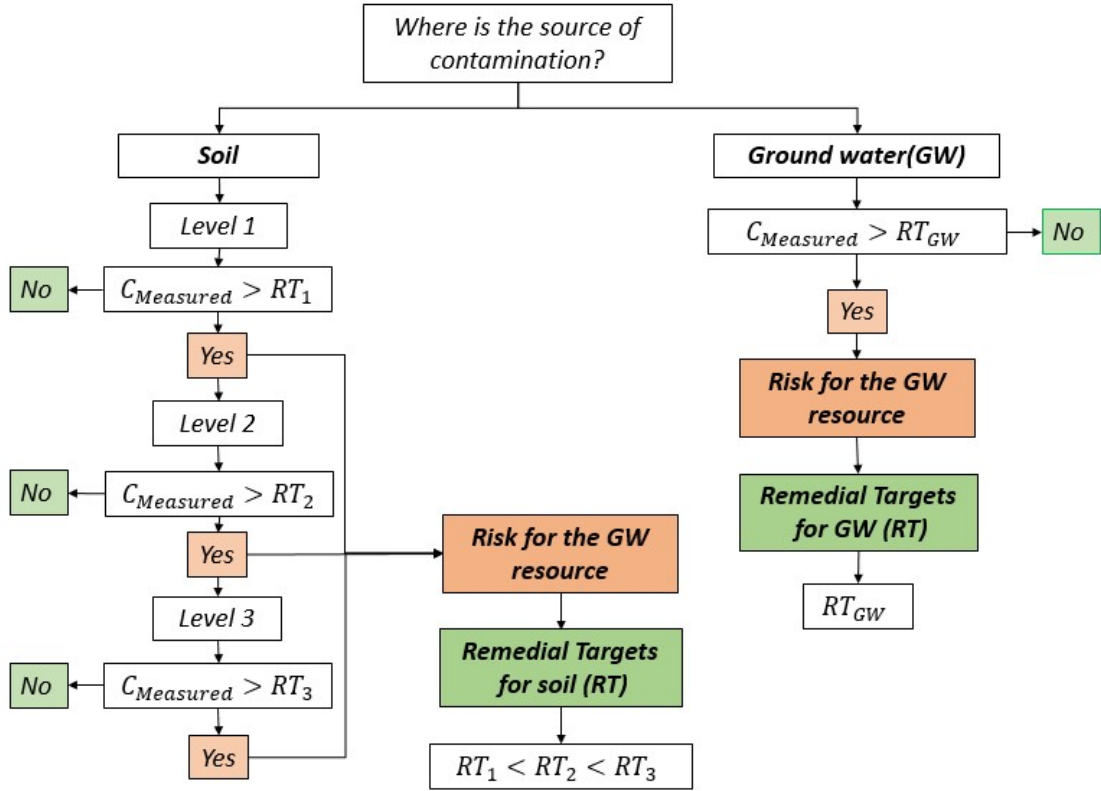 Where is the source of
contamination?
Soil
Ground water(GW)
Level 1
C_Measured > RT_GW
No
No
C_Measured > RT_1
Yes
Yes
Risk for the GW
resource
Level 2
No
C_Measured > RT_2
Remedial Targets
for GW (RT)
Yes
Risk for the GW
resource
RT_GW
Level 3
Remedial Targets
for soil (RT)
No
C_Measured > RT_3
Yes
RT_1 < RT_2 < RT_3